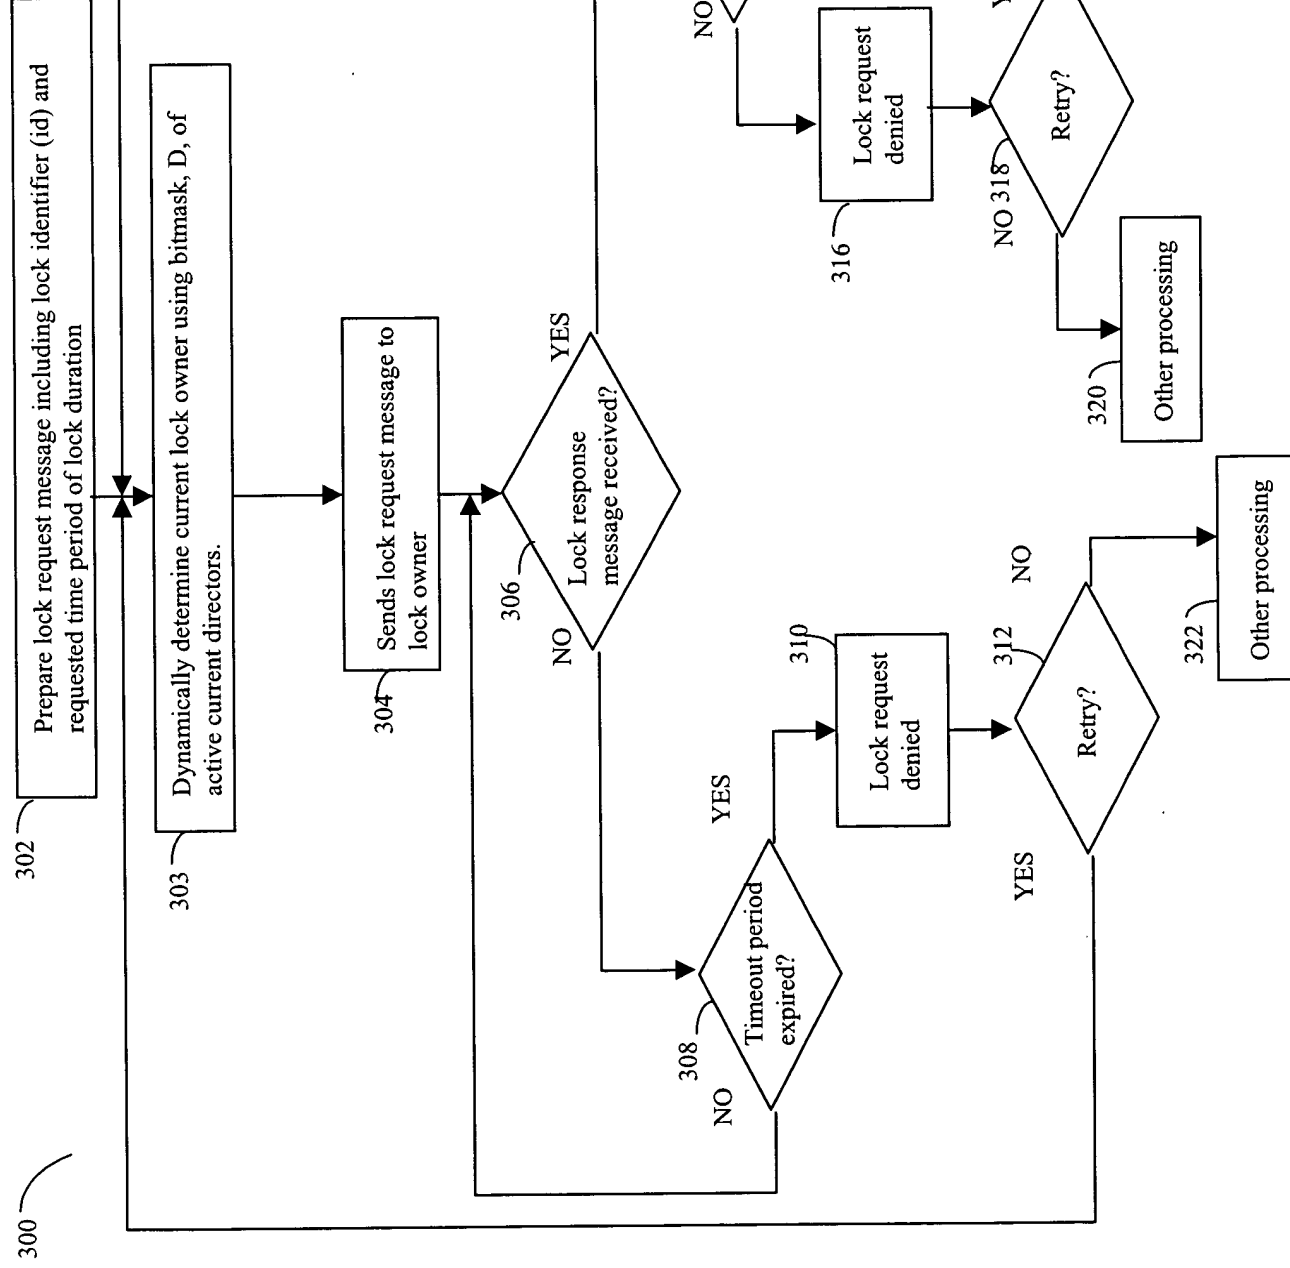 300
302
Prepare lock request message including lock identifier (id) and
requested time period of lock duration
303
Dynamically determine current lock owner using bitmask, D, of
active current directors.
304
Sends lock request message to
lock owner
306
Lock response
message received?
NO
YES
308
Timeout period
expired?
NO
YES
310
Lock request
denied
312
Retry?
YES
NO
322
Other processing
NO
316
Lock request
denied
NO 318
Retry?
320
Other processing